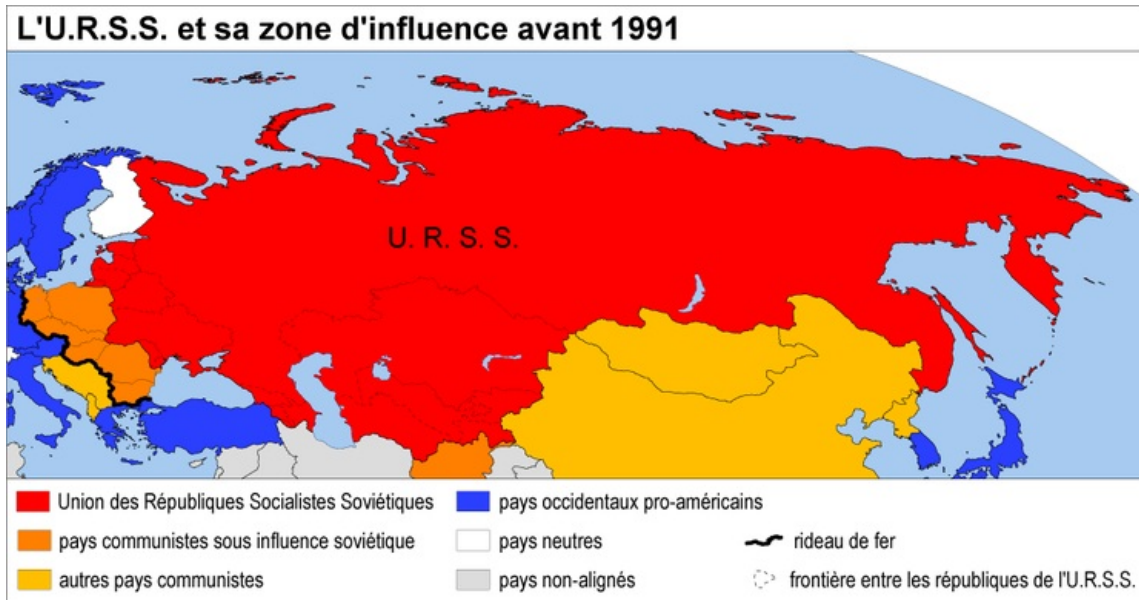 L'U.R.S.S. et sa zone d'influence avant 1991
U. R. S. S.
Union des Républiques Socialistes Soviétiques
pays communistes sous influence soviétique
autres pays communistes
pays occidentaux pro-américains
pays neutres
pays non-alignés
rideau de fer
frontière entre les républiques de l'U.R.S.S.